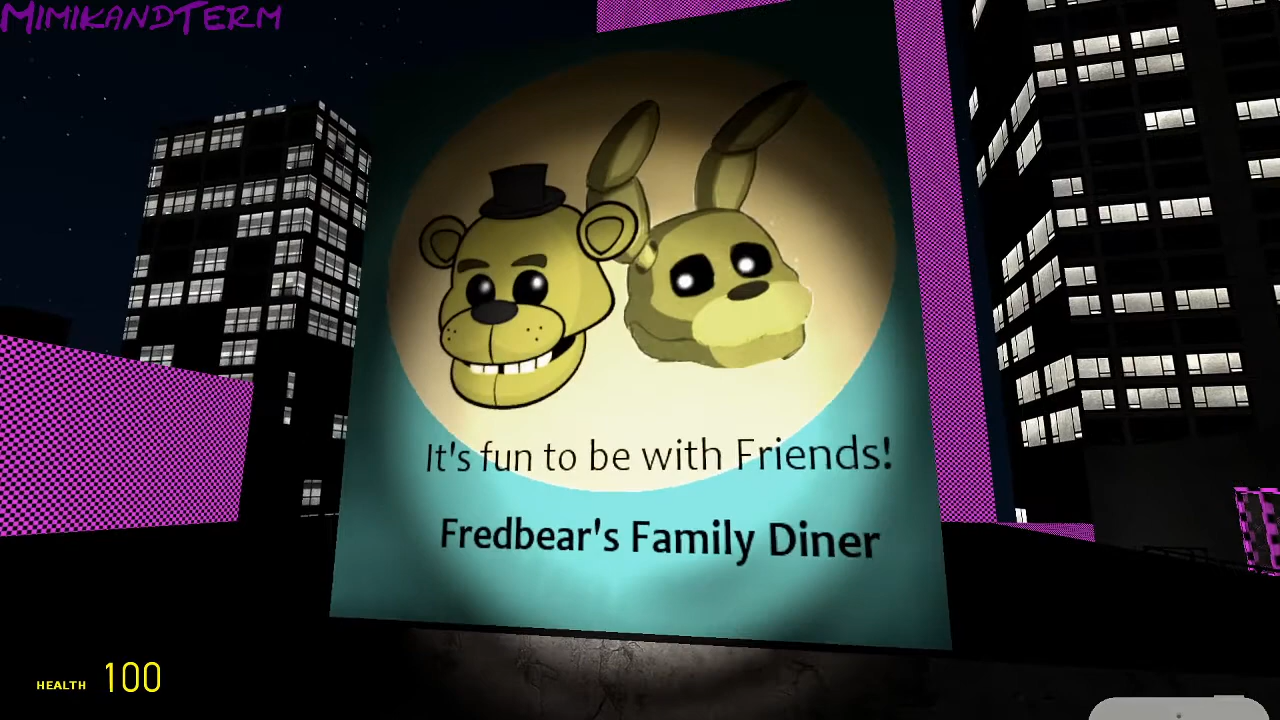 MimikandTerm
It's fun to be with Friends!
Fredbear's Family Diner
HEALTH 100